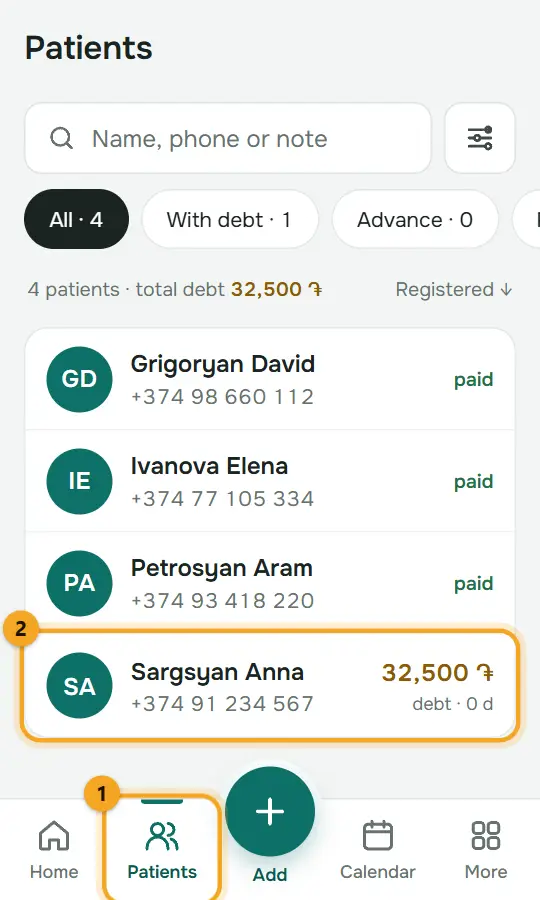 Patients
Name, phone or note
All · 4
With debt · 1
Advance · 0
4 patients · total debt 32,500 ֏
Registered ↓
GD
Grigoryan David
+374 98 660 112
paid
IE
Ivanova Elena
+374 77 105 334
paid
PA
Petrosyan Aram
+374 93 418 220
paid
2
SA
Sargsyan Anna
+374 91 234 567
32,500 ֏
debt · 0 d
1
Home
Patients
Add
Calendar
More